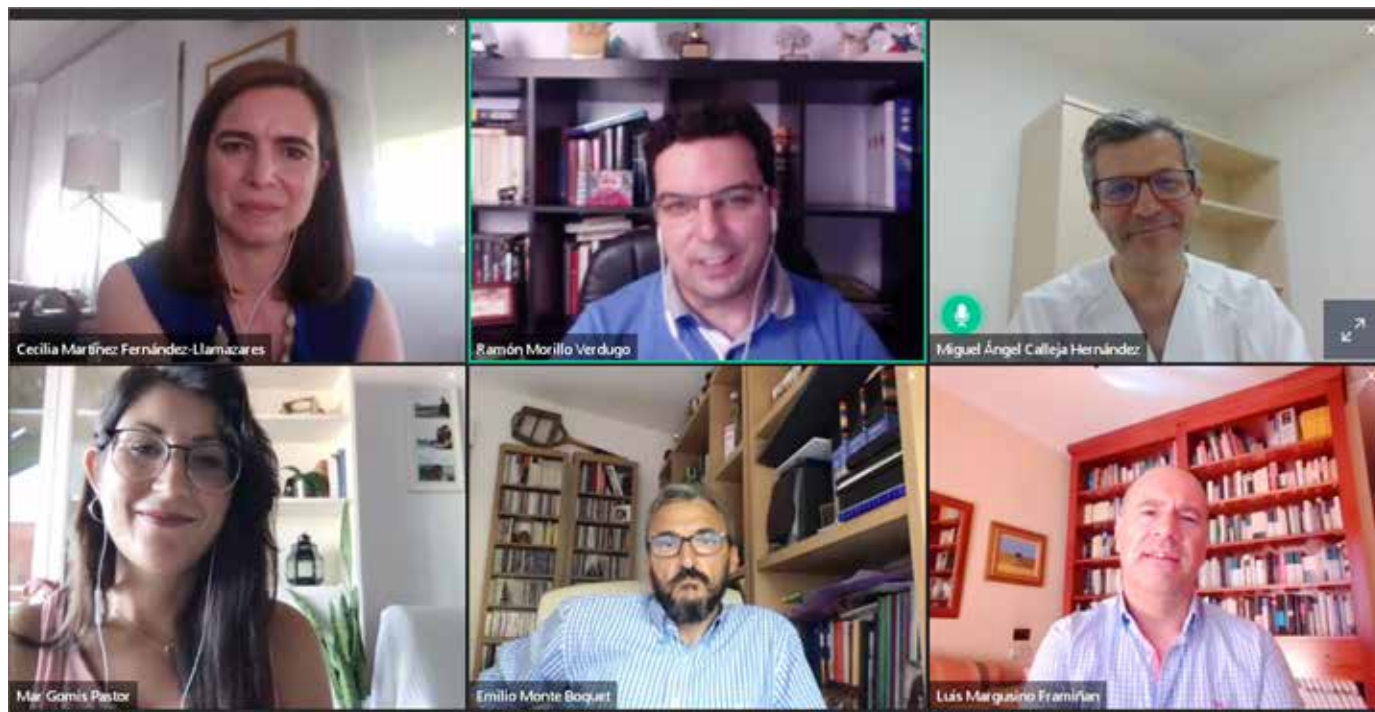 Cecilia Martínez Fernández-Llamazares
Ramón Morillo Verdugo
Miguel Ángel Calleja Hernández
Mar Gomis Pastor
Emilio Monte Boquet
Luis Margusino Framiñán